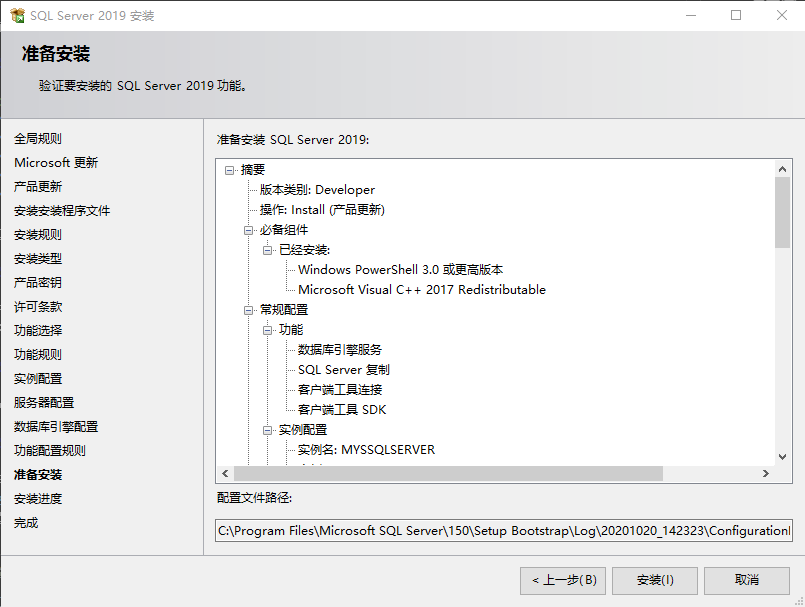 SQL Server 2019 安装
准备安装
验证要安装的 SQL Server 2019 功能。
全局规则
Microsoft 更新
产品更新
安装安装程序文件
安装规则
安装类型
产品密钥
许可条款
功能选择
功能规则
实例配置
服务器配置
数据库引擎配置
功能配置规则
准备安装
安装进度
完成
准备安装 SQL Server 2019:
摘要
版本类别: Developer
操作: Install (产品更新)
必备组件
已经安装:
Windows PowerShell 3.0 或更高版本
Microsoft Visual C++ 2017 Redistributable
常规配置
功能
数据库引擎服务
SQL Server 复制
客户端工具连接
客户端工具 SDK
实例配置
实例名: MYSSQLSERVER
配置文件路径:
C:\Program Files\Microsoft SQL Server\150\Setup Bootstrap\Log\20201020_142323\Configuration
< 上一步(B)
安装(I)
取消